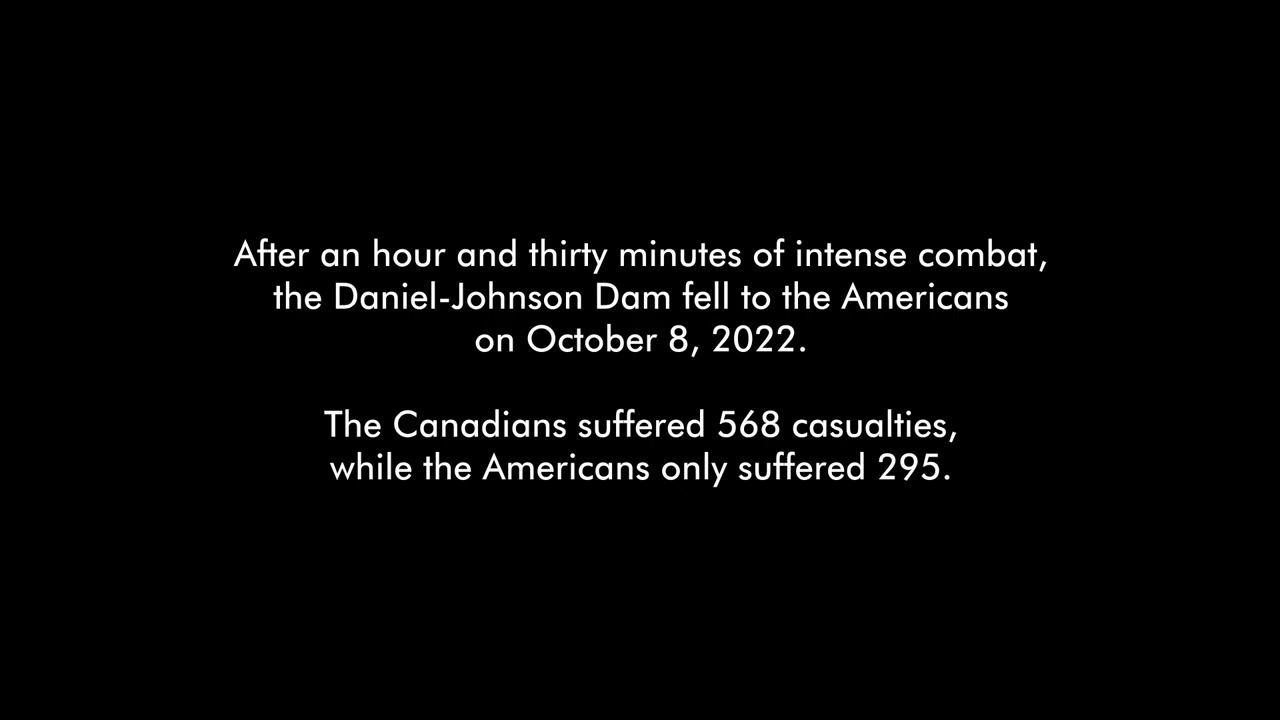 After an hour and thirty minutes of intense combat,
the Daniel-Johnson Dam fell to the Americans
on October 8, 2022.
The Canadians suffered 568 casualties,
while the Americans only suffered 295.